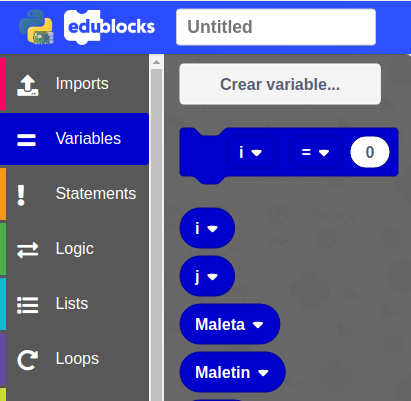 edublocks
Untitled
Imports
Variables
Statements
Logic
Lists
Loops
Crear variable...
i = 0
i
j
Maleta
Maletin